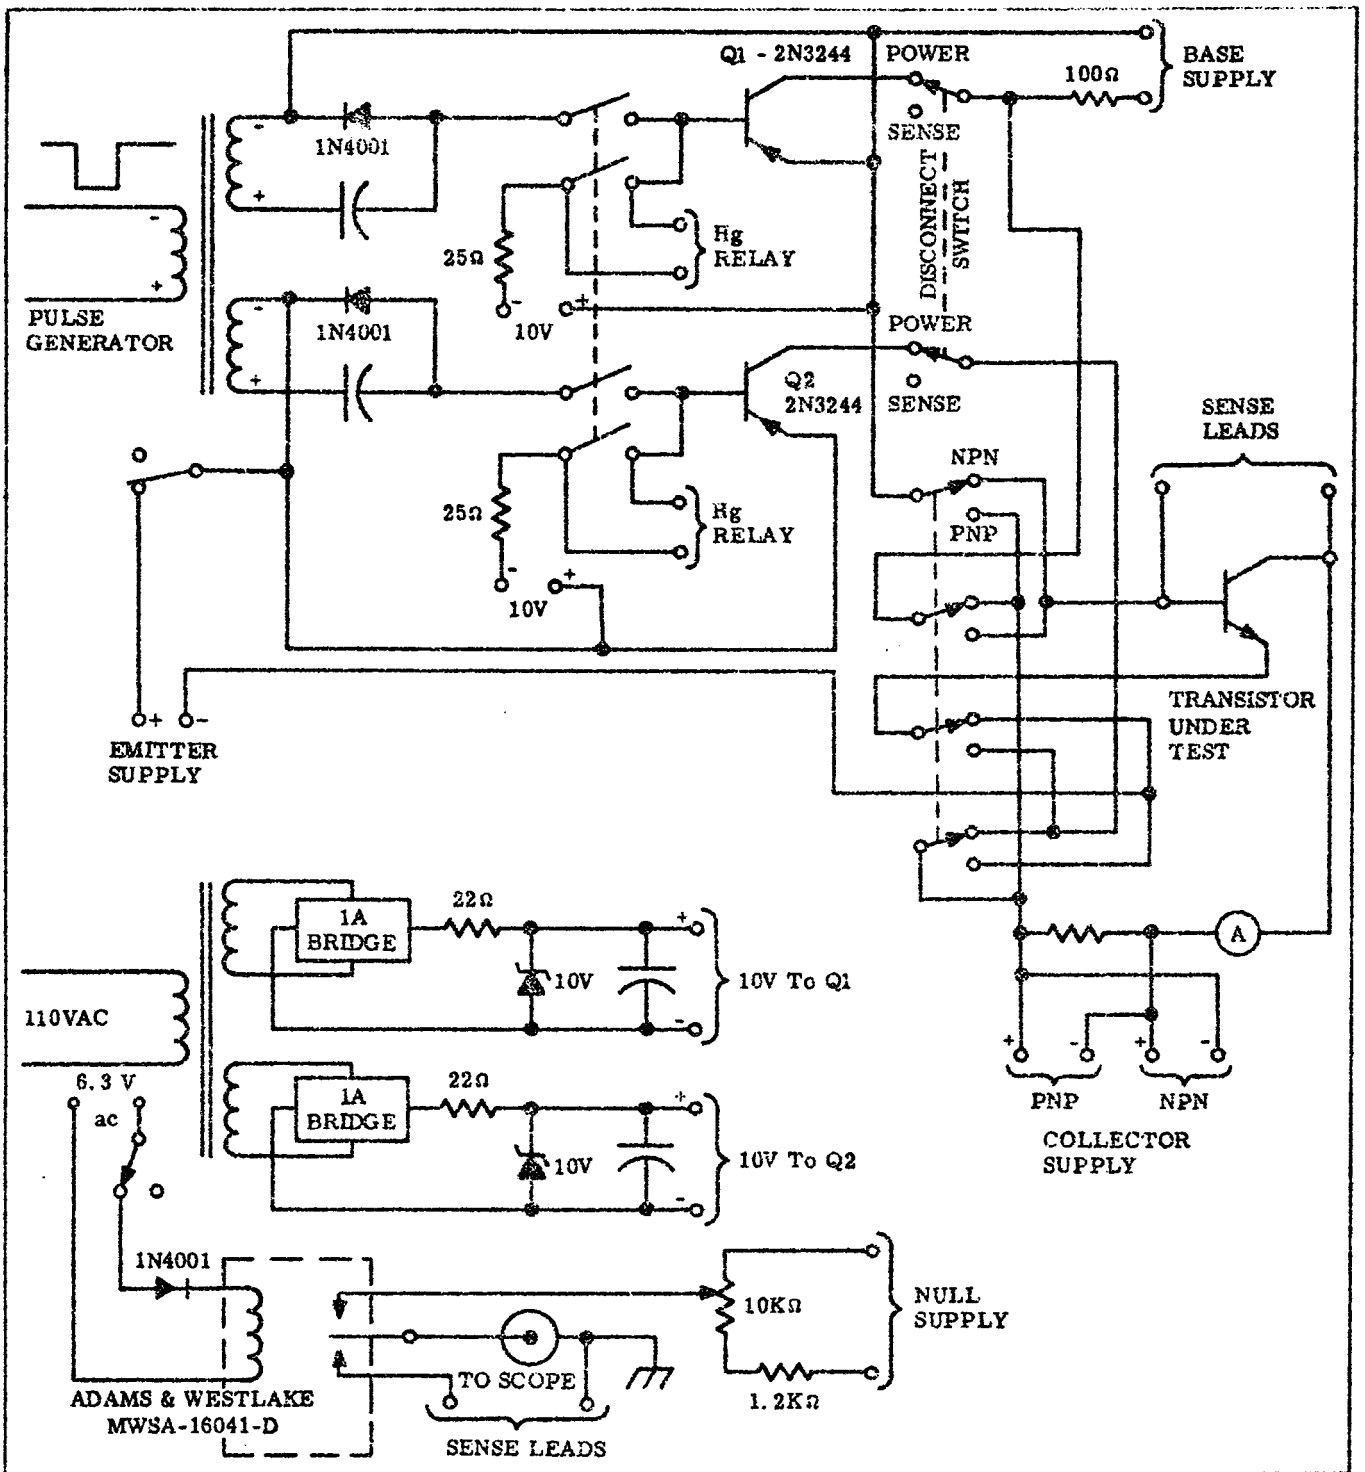 Q1 - 2N3244
POWER
BASE
SUPPLY
100Ω
-
1N4001
SENSE
+
-
+
25Ω
Hg
RELAY
DISCONNECT
SWITCH
-
+
10V
PULSE
GENERATOR
-
1N4001
+
POWER
Q2
2N3244
SENSE
SENSE
LEADS
NPN
PNP
25Ω
Hg
RELAY
-
+
10V
+
-
EMITTER
SUPPLY
TRANSISTOR
UNDER
TEST
1A
BRIDGE
22Ω
+
10V
-
10V To Q1
A
110VAC
+
-
+
-
PNP
NPN
COLLECTOR
SUPPLY
6.3 V
ac
1A
BRIDGE
22Ω
+
10V
-
10V To Q2
1N4001
10KΩ
NULL
SUPPLY
TO SCOPE
1.2KΩ
ADAMS & WESTLAKE
MWSA-16041-D
SENSE LEADS